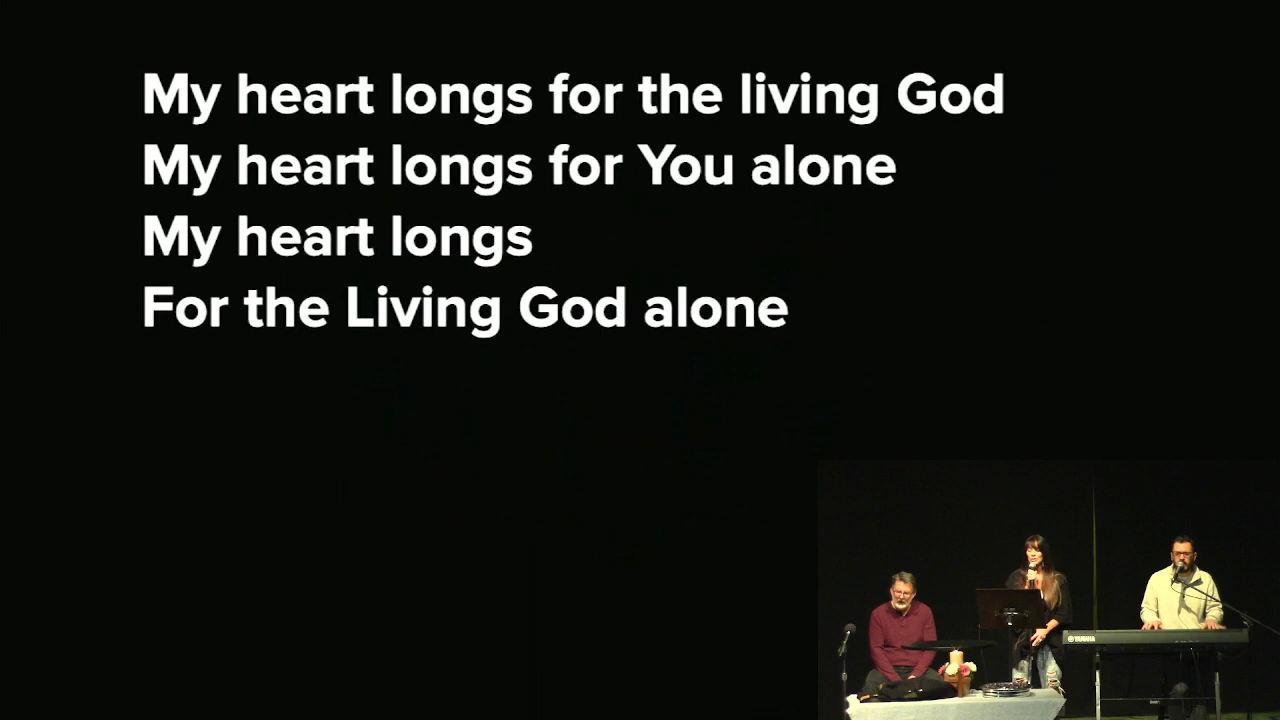 My heart longs for the living God
My heart longs for You alone
My heart longs
For the Living God alone
YAMAHA